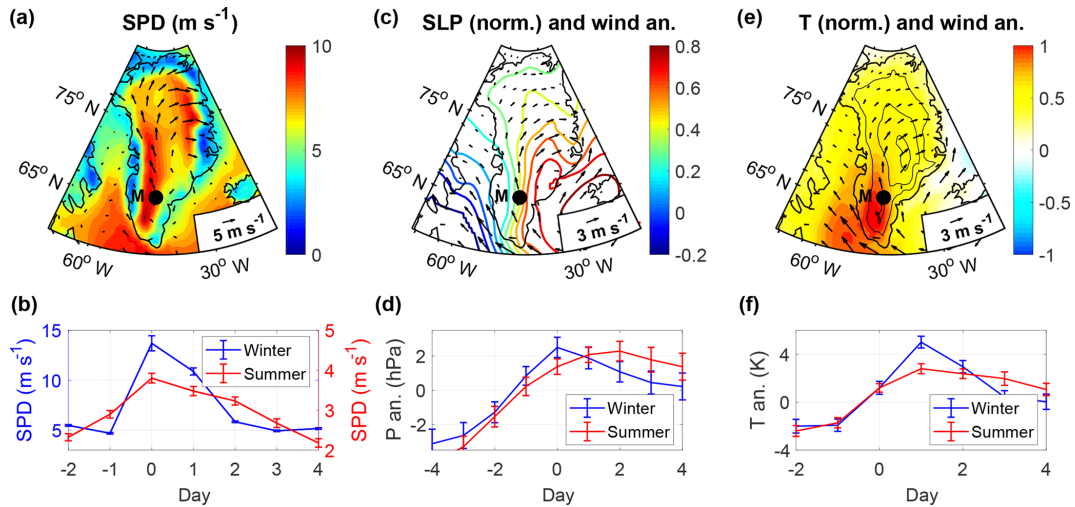 (a) SPD (m s⁻¹)
75° N
65° N
M
5 m s⁻¹
60° W
30° W
10
5
0
(c) SLP (norm.) and wind an.
75° N
65° N
M
3 m s⁻¹
60° W
30° W
0.8
0.6
0.4
0.2
0
-0.2
(e) T (norm.) and wind an.
75° N
65° N
M
3 m s⁻¹
60° W
30° W
1
0.5
0
-0.5
-1
(b)
SPD (m s⁻¹)
15
10
5
Winter
Summer
5
4
3
2
SPD (m s⁻¹)
-2 -1 0 1 2 3 4
Day
(d)
P an. (hPa)
2
0
-2
Winter
Summer
-4 -2 0 2 4
Day
(f)
T an. (K)
4
0
-4
Winter
Summer
-2 0 2 4
Day